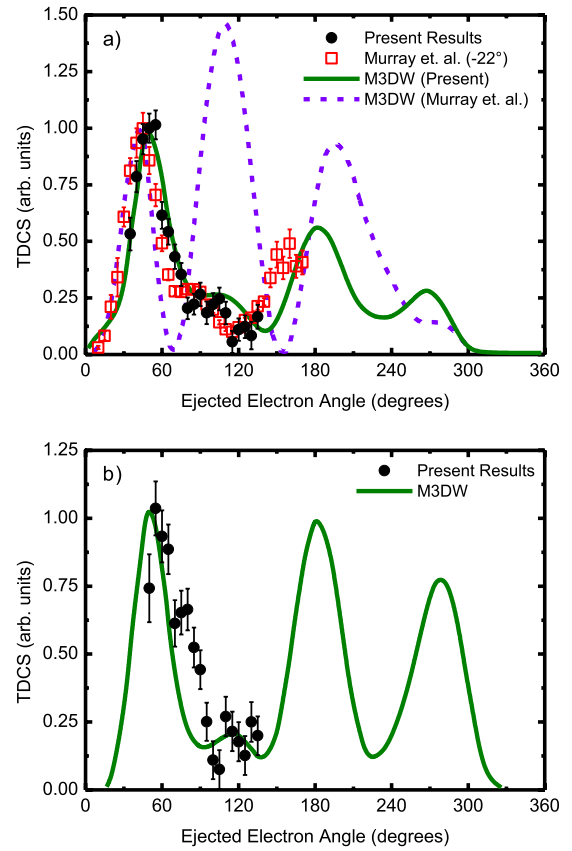 1.50
a)
Present Results
Murray et. al. (-22°)
M3DW (Present)
M3DW (Murray et. al.)
1.25
1.00
0.75
0.50
0.25
0.00
TDCS (arb. units)
0 60 120 180 240 300 360
Ejected Electron Angle (degrees)
1.25
b)
Present Results
M3DW
1.00
0.75
0.50
0.25
0.00
TDCS (arb. units)
0 60 120 180 240 300 360
Ejected Electron Angle (degrees)